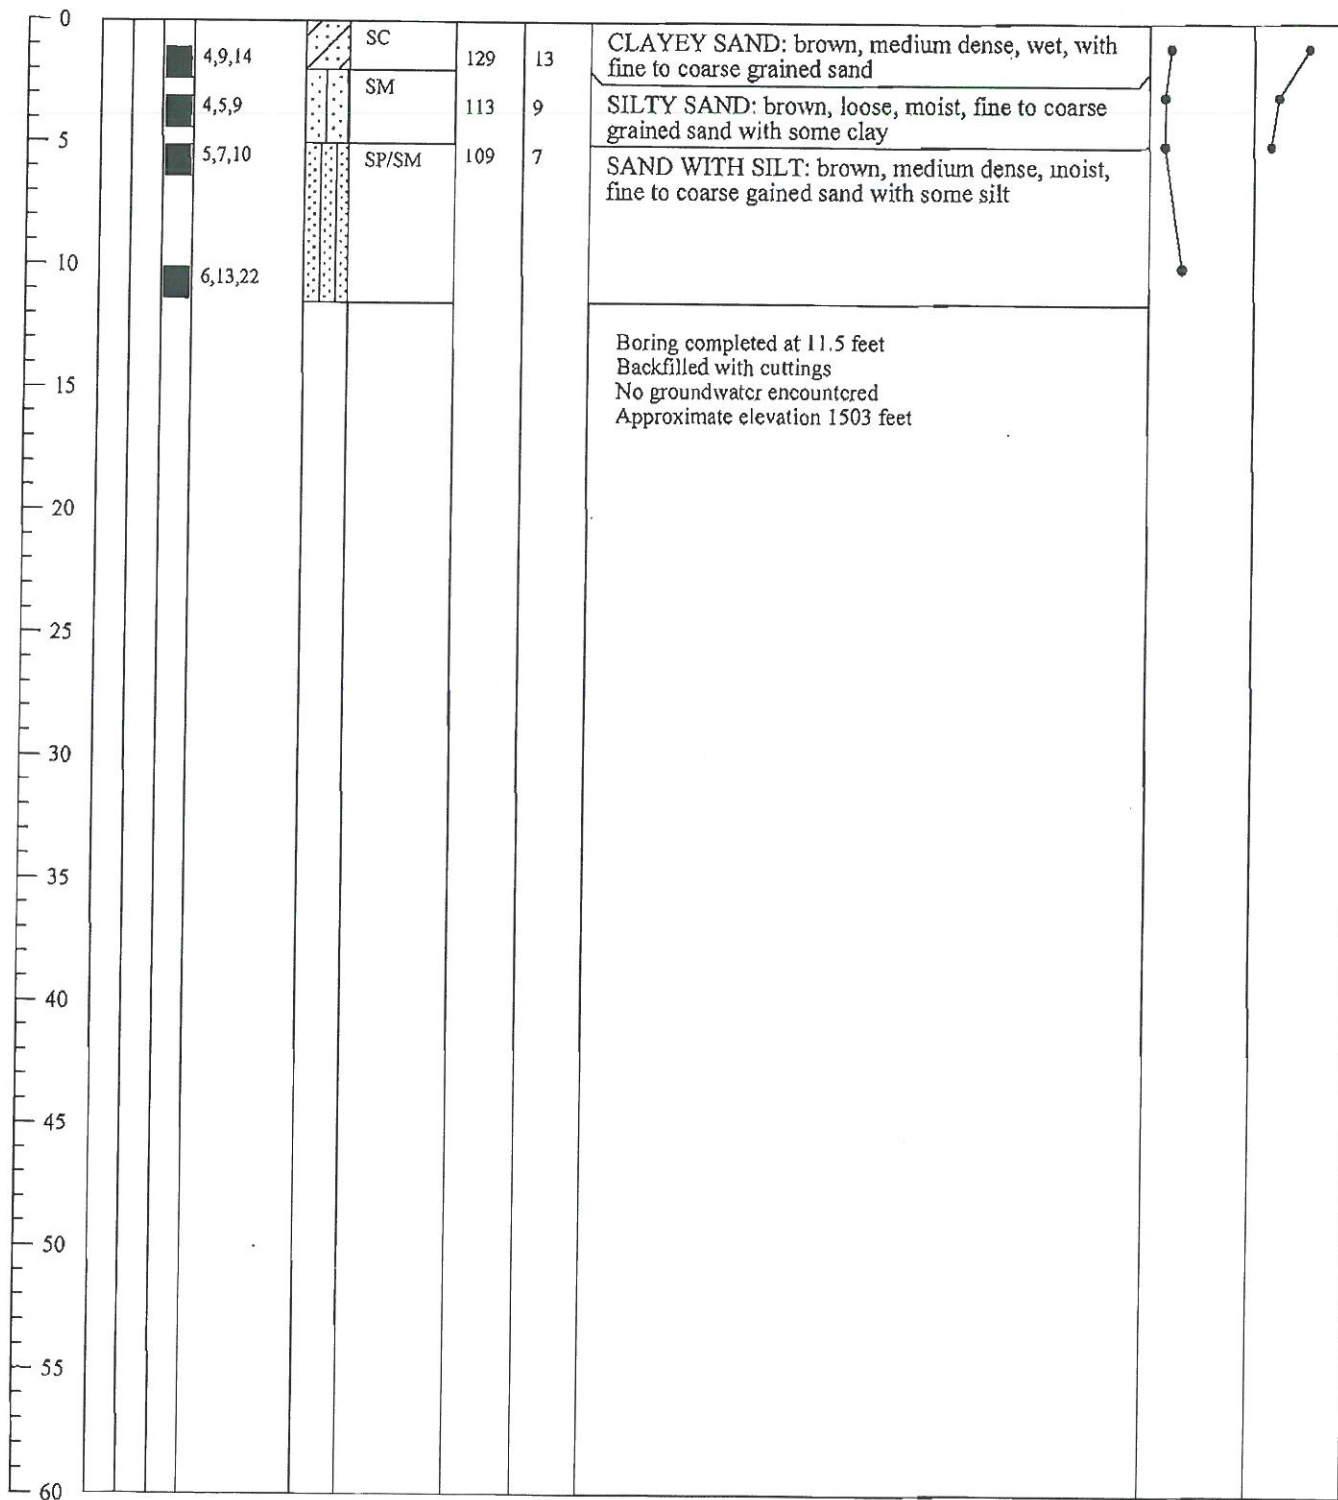 0
SC
CLAYEY SAND: brown, medium dense, wet, with
fine to coarse grained sand
4,9,14
129
13
SM
SILTY SAND: brown, loose, moist, fine to coarse
grained sand with some clay
4,5,9
113
9
5
5,7,10
SP/SM
109
7
SAND WITH SILT: brown, medium dense, moist,
fine to coarse gained sand with some silt
10
6,13,22
Boring completed at 11.5 feet
Backfilled with cuttings
No groundwater encountered
Approximate elevation 1503 feet
15
20
25
30
35
40
45
50
55
60